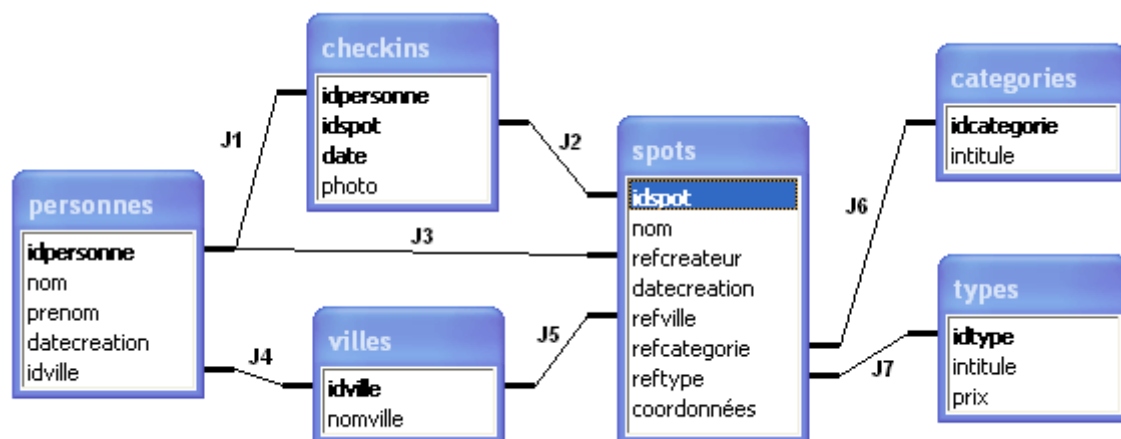 checkins
idpersonne
idspot
date
photo
categories
idcategorie
intitule
J1
J2
spots
idspot
nom
refcreateur
datecreation
refville
refcategorie
reftype
coordonnées
J6
personnes
idpersonne
nom
prenom
datecreation
idville
J3
types
idtype
intitule
prix
J4
villes
idville
nomville
J5
J7